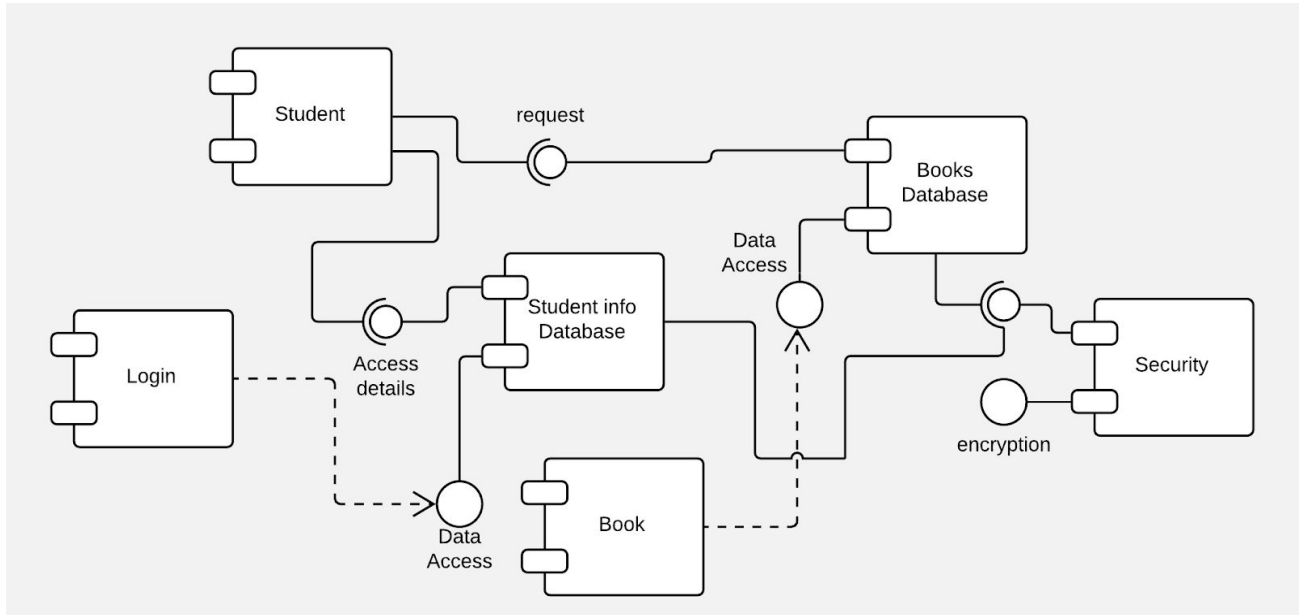 Student
request
Books
Database
Data
Access
Student info
Database
Login
Access
details
Security
encryption
Book
Data
Access